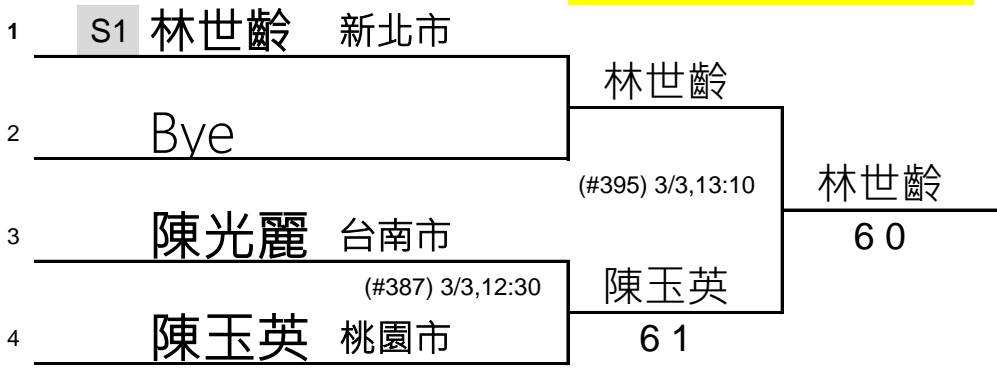 1 S1 林世齡 新北市
林世齡
2 Bye
(#395) 3/3,13:10
林世齡
6 0
3 陳光麗 台南市
(#387) 3/3,12:30
陳玉英
6 1
4 陳玉英 桃園市